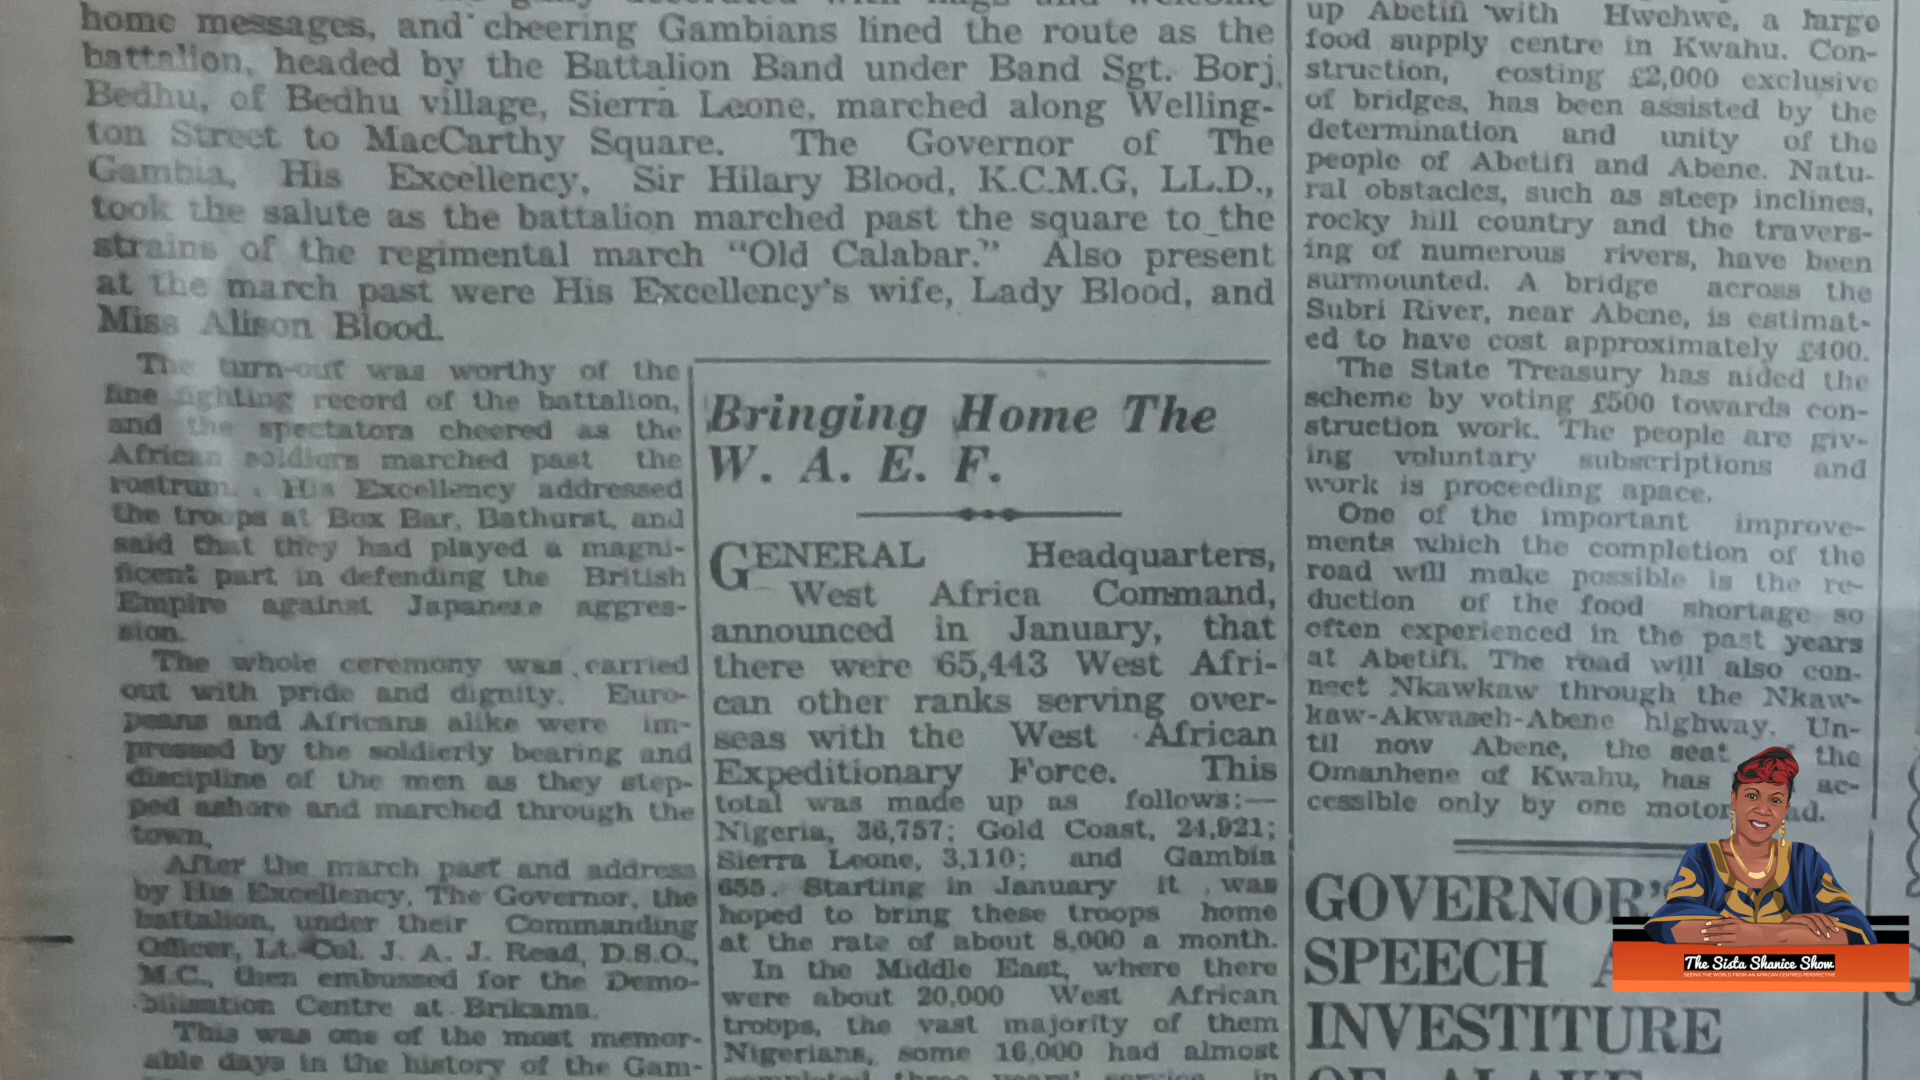 home messages, and cheering Gambians lined the route as the
battalion, headed by the Battalion Band under Band Sgt. Borj.
Bedhu, of Bedhu village, Sierra Leone, marched along Welling-
ton Street to MacCarthy Square. The Governor of The
Gambia, His Excellency, Sir Hilary Blood, K.C.M.G, LL.D.,
took the salute as the battalion marched past the square to the
strains of the regimental march "Old Calabar." Also present
at the march past were His Excellency's wife, Lady Blood, and
Miss Alison Blood.
The turn-out was worthy of the
fine fighting record of the battalion,
and the spectators cheered as the
African soldiers marched past the
rostrum. His Excellency addressed
the troops at Box Bar, Bathurst, and
said that they had played a magni-
ficent part in defending the British
Empire against Japanese aggres-
sion.
The whole ceremony was carried
out with pride and dignity. Euro-
peans and Africans alike were im-
pressed by the soldierly bearing and
discipline of the men as they step-
ped ashore and marched through the
town.
After the march past and address
by His Excellency, The Governor, the
battalion, under their Commanding
Officer, Lt. Col. J. A. J. Read, D.S.O.,
M.C., then embussed for the Demo-
bilisation Centre at Brikama.
This was one of the most memor-
able days in the history of the Gam-
Bringing Home The
W. A. E. F.
GENERAL Headquarters,
West Africa Command,
announced in January, that
there were 65,443 West Afri-
can other ranks serving over-
seas with the West African
Expeditionary Force. This
total was made up as follows:—
Nigeria, 36,757; Gold Coast, 24,921;
Sierra Leone, 3,110; and Gambia
655. Starting in January it was
hoped to bring these troops home
at the rate of about 8,000 a month.
In the Middle East, where there
were about 20,000 West African
troops, the vast majority of them
Nigerians, some 16,000 had almost
up Abetifi with Hwehwe, a large
food supply centre in Kwahu. Con-
struction, costing £2,000 exclusive
of bridges, has been assisted by the
determination and unity of the
people of Abetifi and Abene. Natu-
ral obstacles, such as steep inclines,
rocky hill country and the travers-
ing of numerous rivers, have been
surmounted. A bridge across the
Subri River, near Abene, is estimat-
ed to have cost approximately £400.
The State Treasury has aided the
scheme by voting £500 towards con-
struction work. The people are giv-
ing voluntary subscriptions and
work is proceeding apace.
One of the important improve-
ments which the completion of the
road will make possible is the re-
duction of the food shortage so
often experienced in the past years
at Abetifi. The road will also con-
nect Nkawkaw through the Nkaw-
kaw-Akwaseh-Abene highway. Un-
til now Abene, the seat the
Omanhene of Kwahu, has ac-
cessible only by one motor
GOVERNOR'
SPEECH
INVESTITURE
The Sista Shanice Show
SEEING THE WORLD FROM AN AFRICAN CENTRED PERSPECTIVE